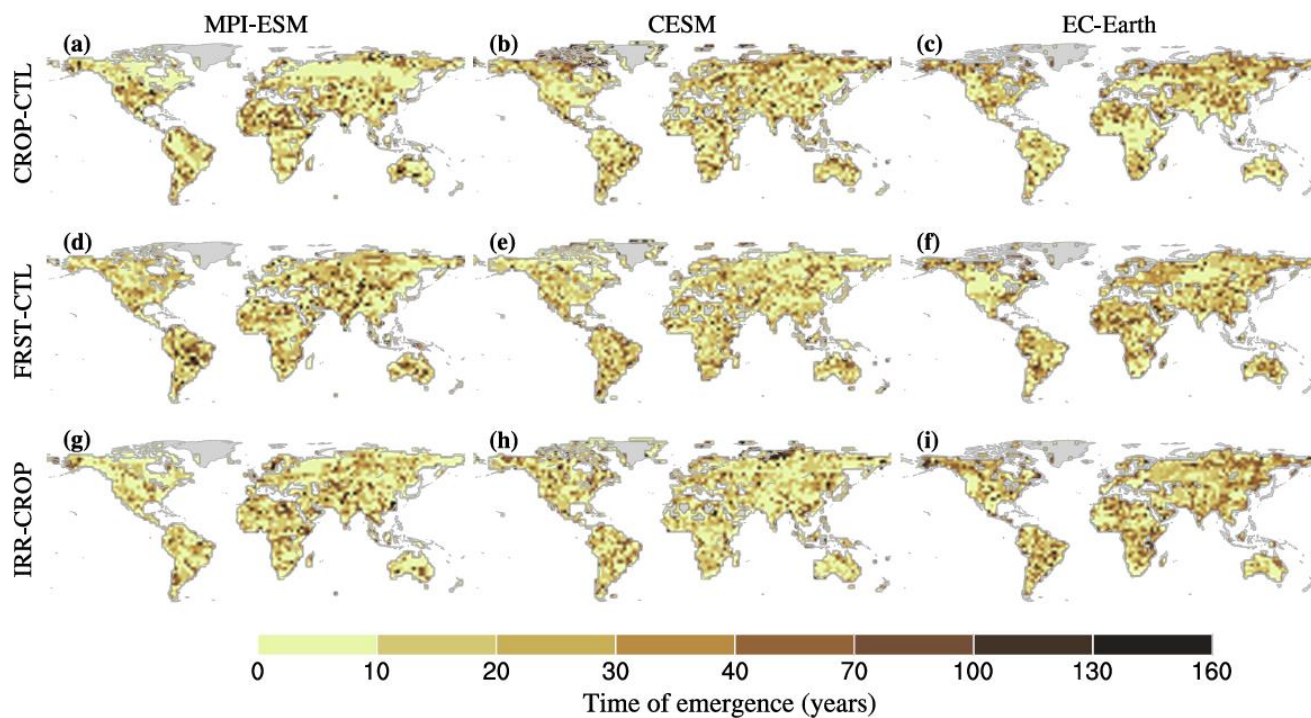 MPI-ESM CESM EC-Earth
CROP-CTL (a) (b) (c)
FRST-CTL (d) (e) (f)
IRR-CROP (g) (h) (i)
0 10 20 30 40 70 100 130 160
Time of emergence (years)